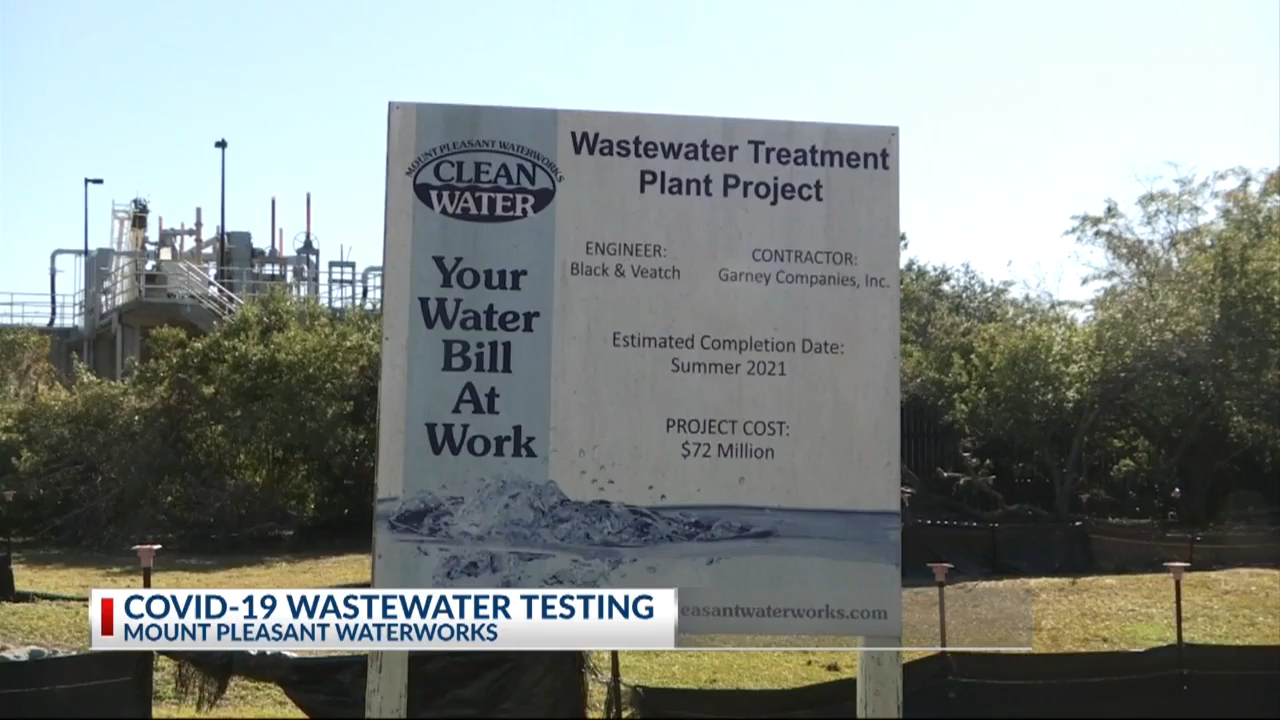 MOUNT PLEASANT WATERWORKS
CLEAN
WATER
Your
Water
Bill
At
Work
Wastewater Treatment
Plant Project
ENGINEER:
Black & Veatch
CONTRACTOR:
Garney Companies, Inc.
Estimated Completion Date:
Summer 2021
PROJECT COST:
$72 Million
easantwaterworks.com
COVID-19 WASTEWATER TESTING
MOUNT PLEASANT WATERWORKS